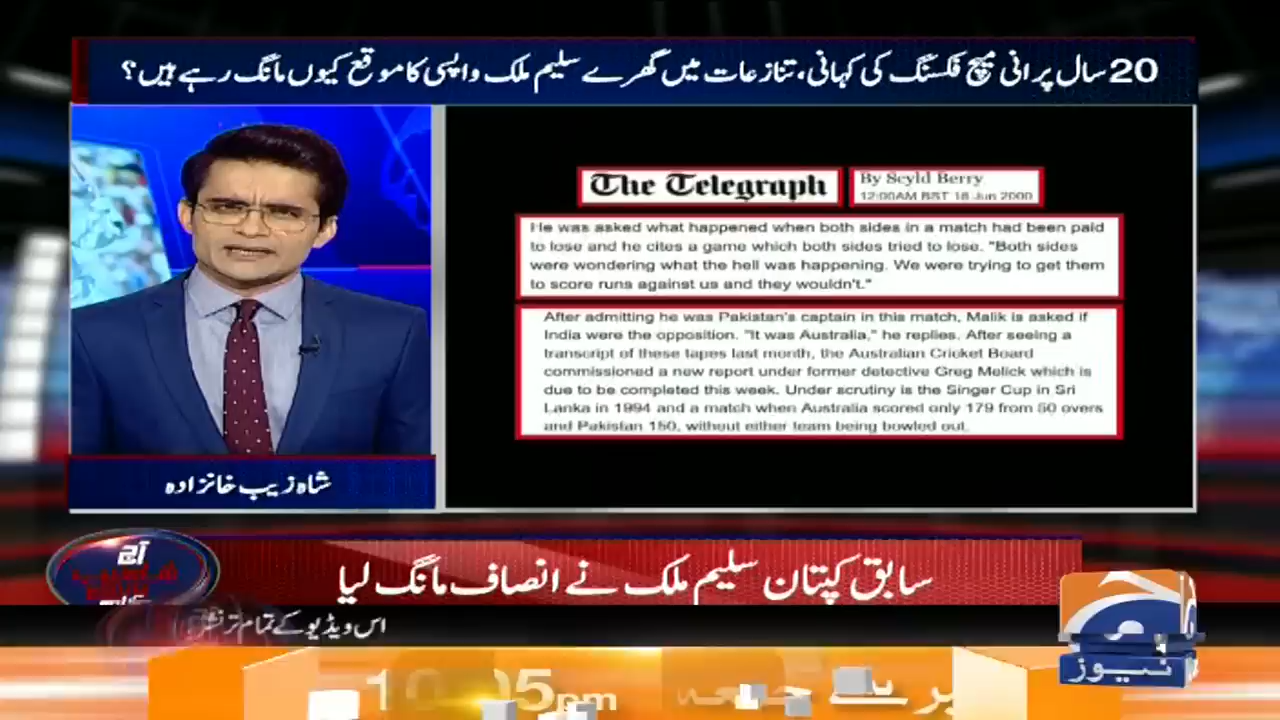 20 سال پرانی میچ فکسنگ کی کہانی، تنازعات میں گھرے سلیم ملک واپسی کا موقع کیوں مانگ رہے ہیں؟
The Telegraph
By Scyld Berry
12:00AM BST 18 Jun 2000
He was asked what happened when both sides in a match had been paid
to lose and he cites a game which both sides tried to lose. "Both sides
were wondering what the hell was happening. We were trying to get them
to score runs against us and they wouldn't."
After admitting he was Pakistan's captain in this match, Malik is asked if
India were the opposition. "It was Australia," he replies. After seeing a
transcript of these tapes last month, the Australian Cricket Board
commissioned a new report under former detective Greg Melick which is
due to be completed this week. Under scrutiny is the Singer Cup in Sri
Lanka in 1994 and a match when Australia scored only 179 from 50 overs
and Pakistan 150, without either team being bowled out.
شاہ زیب خانزادہ
آج
سابق کپتان سلیم ملک نے انصاف مانگ لیا
اس ویڈیو کے تمام تر
جیو
نیوز
pm